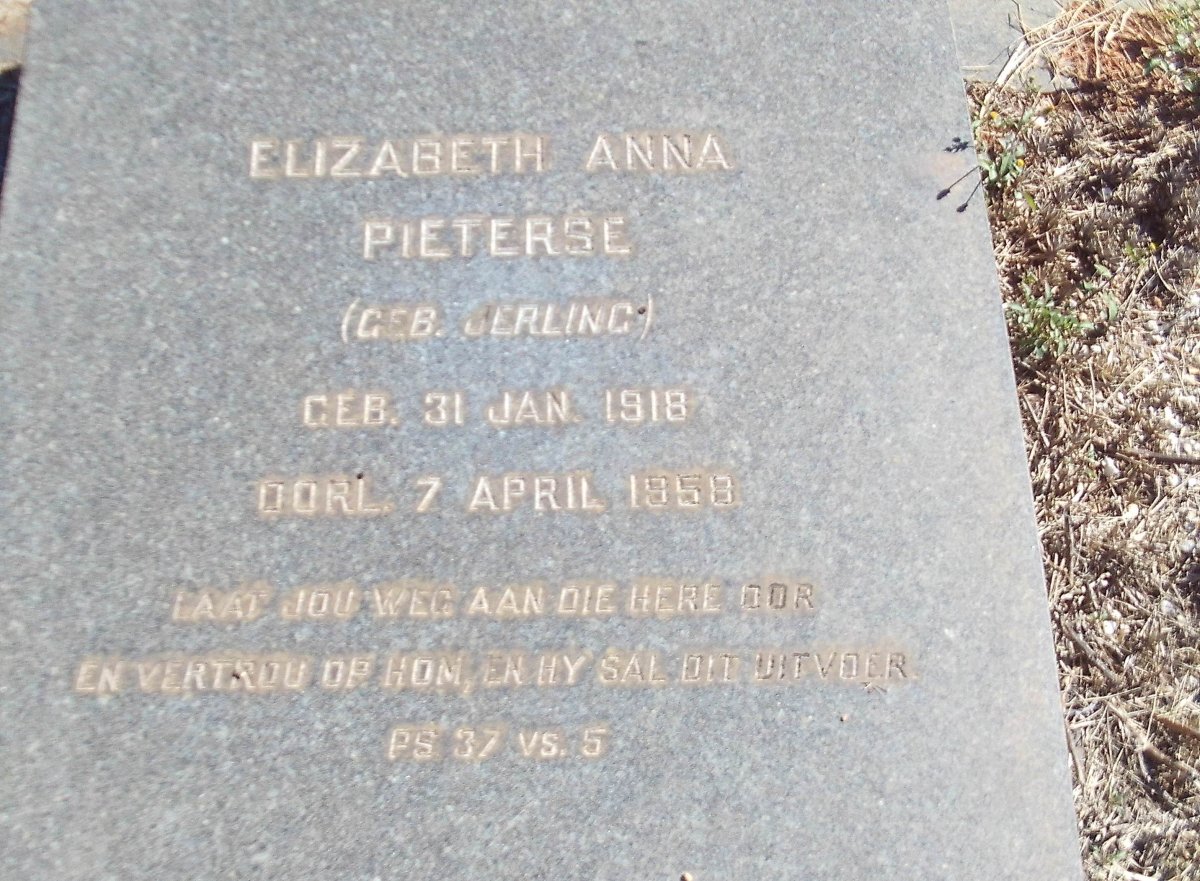 ELIZABETH ANNA
PIETERSE
(GEB. JERLING)
GEB. 31 JAN. 1918
OORL. 7 APRIL 1958
LAAT JOU WEG AAN DIE HERE OOR
EN VERTROU OP HOM, EN HY SAL DIT UITVOER.
PS 37 VS. 5